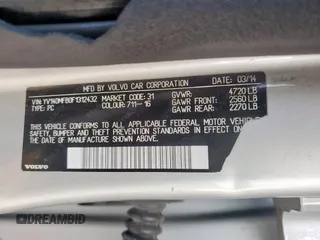 MFD BY VOLVO CAR CORPORATION 03/14
VIN: YV1612FB0F1312432 MARKET CODE: 31 GVWR: 4720 LB
TYPE: PC COLOUR: 711-16 GAWR FRONT: 2560 LB
GAWR REAR: 2270 LB
THIS VEHICLE CONFORMS TO ALL APPLICABLE FEDERAL MOTOR VEHICLE
SAFETY, BUMPER, AND THEFT PREVENTION STANDARDS IN EFFECT
ON THE DATE OF MANUFACTURE SHOWN ABOVE.
VOLVO
DREAMBID